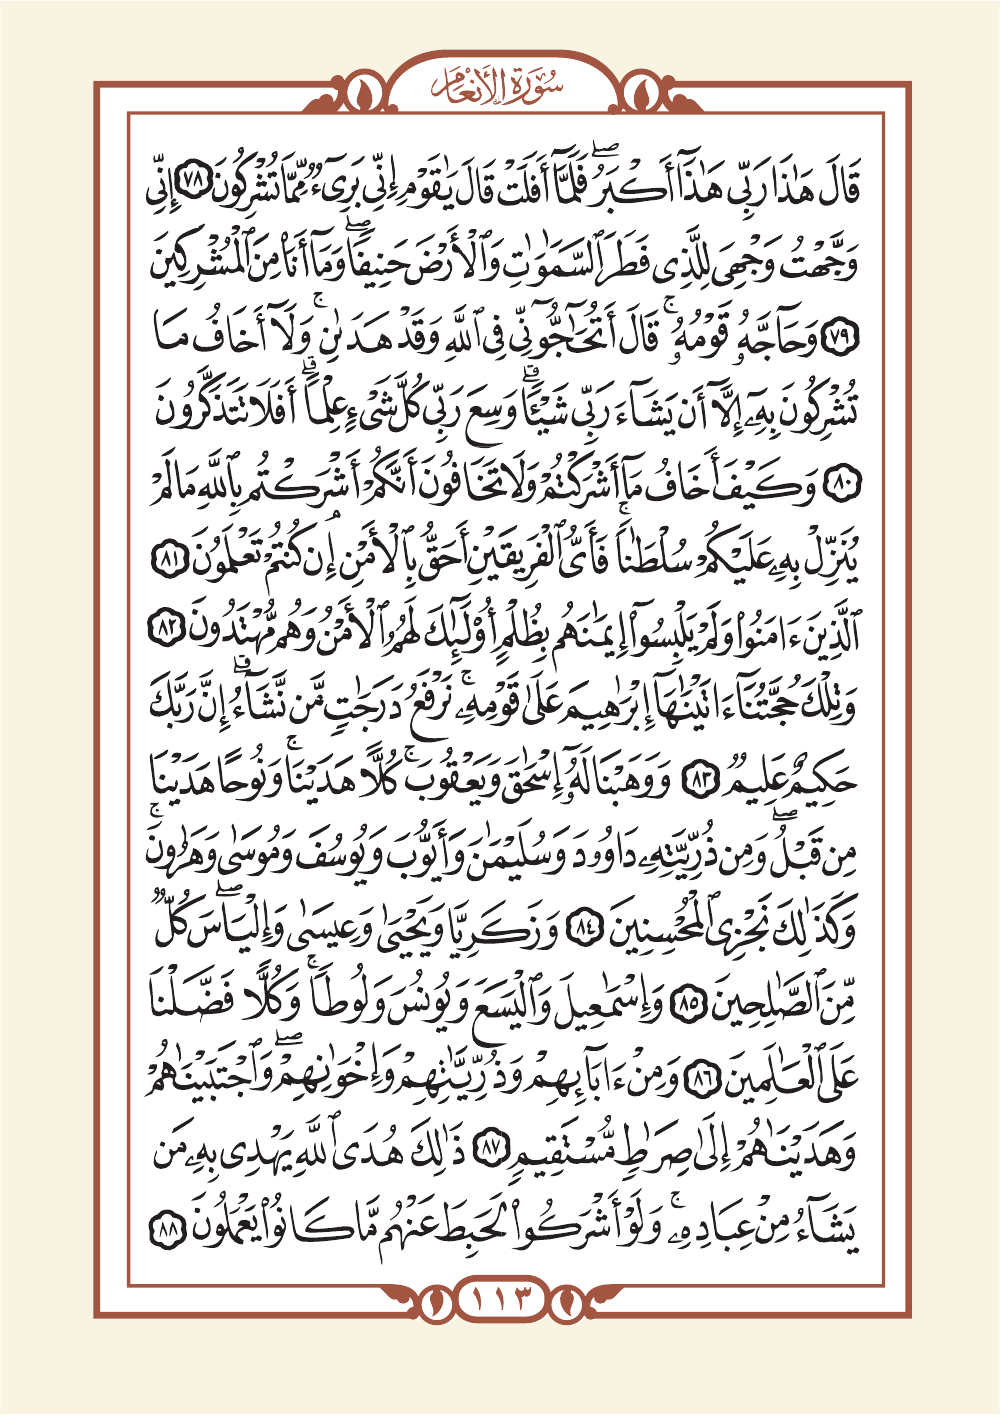 سُورَةُ الأَنْعَامِ
قَالَ هَٰذَا رَبِّي هَٰذَآ أَكْبَرُ ۖ فَلَمَّآ أَفَلَتْ قَالَ يَٰقَوْمِ إِنِّي بَرِيٓءٞ مِّمَّا تُشْرِكُونَ ٧٨ إِنِّي
وَجَّهْتُ وَجْهِيَ لِلَّذِي فَطَرَ ٱلسَّمَٰوَٰتِ وَٱلْأَرْضَ حَنِيفٗا ۖ وَمَآ أَنَا۠ مِنَ ٱلْمُشْرِكِينَ
٧٩ وَحَآجَّهُۥ قَوْمُهُۥ ۚ قَالَ أَتُحَٰٓجُّوٓنِّي فِي ٱللَّهِ وَقَدْ هَدَىٰنِ ۚ وَلَآ أَخَافُ مَا
تُشْرِكُونَ بِهِۦٓ إِلَّآ أَن يَشَآءَ رَبِّي شَيْـٔٗا ۗ وَسِعَ رَبِّي كُلَّ شَيْءٍ عِلْمًا ۗ أَفَلَا تَتَذَكَّرُونَ
٨٠ وَكَيْفَ أَخَافُ مَآ أَشْرَكْتُمْ وَلَا تَخَافُونَ أَنَّكُمْ أَشْرَكْتُم بِٱللَّهِ مَا لَمْ
يُنَزِّلْ بِهِۦ عَلَيْكُمْ سُلْطَٰنٗا ۚ فَأَيُّ ٱلْفَرِيقَيْنِ أَحَقُّ بِٱلْأَمْنِ ۖ إِن كُنتُمْ تَعْلَمُونَ ٨١
ٱلَّذِينَ ءَامَنُوا۟ وَلَمْ يَلْبِسُوٓا۟ إِيمَٰنَهُم بِظُلْمٍ أُو۟لَٰٓئِكَ لَهُمُ ٱلْأَمْنُ وَهُم مُّهْتَدُونَ ٨٢
وَتِلْكَ حُجَّتُنَآ ءَاتَيْنَٰهَآ إِبْرَٰهِيمَ عَلَىٰ قَوْمِهِۦ ۚ نَرْفَعُ دَرَجَٰتٖ مَّن نَّشَآءُ ۗ إِنَّ رَبَّكَ
حَكِيمٌ عَلِيمٞ ٨٣ وَوَهَبْنَا لَهُۥٓ إِسْحَٰقَ وَيَعْقُوبَ ۚ كُلًّا هَدَيْنَا ۚ وَنُوحًا هَدَيْنَا
مِن قَبْلُ ۖ وَمِن ذُرِّيَّتِهِۦ دَاوُۥدَ وَسُلَيْمَٰنَ وَأَيُّوبَ وَيُوسُفَ وَمُوسَىٰ وَهَٰرُونَ ۚ
وَكَذَٰلِكَ نَجْزِي ٱلْمُحْسِنِينَ ٨٤ وَزَكَرِيَّا وَيَحْيَىٰ وَعِيسَىٰ وَإِلْيَاسَ ۖ كُلّٞ
مِّنَ ٱلصَّٰلِحِينَ ٨٥ وَإِسْمَٰعِيلَ وَٱلْيَسَعَ وَيُونُسَ وَلُوطٗا ۚ وَكُلّٗا فَضَّلْنَا
عَلَى ٱلْعَٰلَمِينَ ٨٦ وَمِنْ ءَابَآئِهِمْ وَذُرِّيَّٰتِهِمْ وَإِخْوَٰنِهِمْ ۖ وَٱجْتَبَيْنَٰهُمْ
وَهَدَيْنَٰهُمْ إِلَىٰ صِرَٰطٖ مُّسْتَقِيمٖ ٨٧ ذَٰلِكَ هُدَى ٱللَّهِ يَهْدِي بِهِۦ مَن
يَشَآءُ مِنْ عِبَادِهِۦ ۚ وَلَوْ أَشْرَكُوا۟ لَحَبِطَ عَنْهُم مَّا كَانُوا۟ يَعْمَلُونَ ٨٨
١١٣